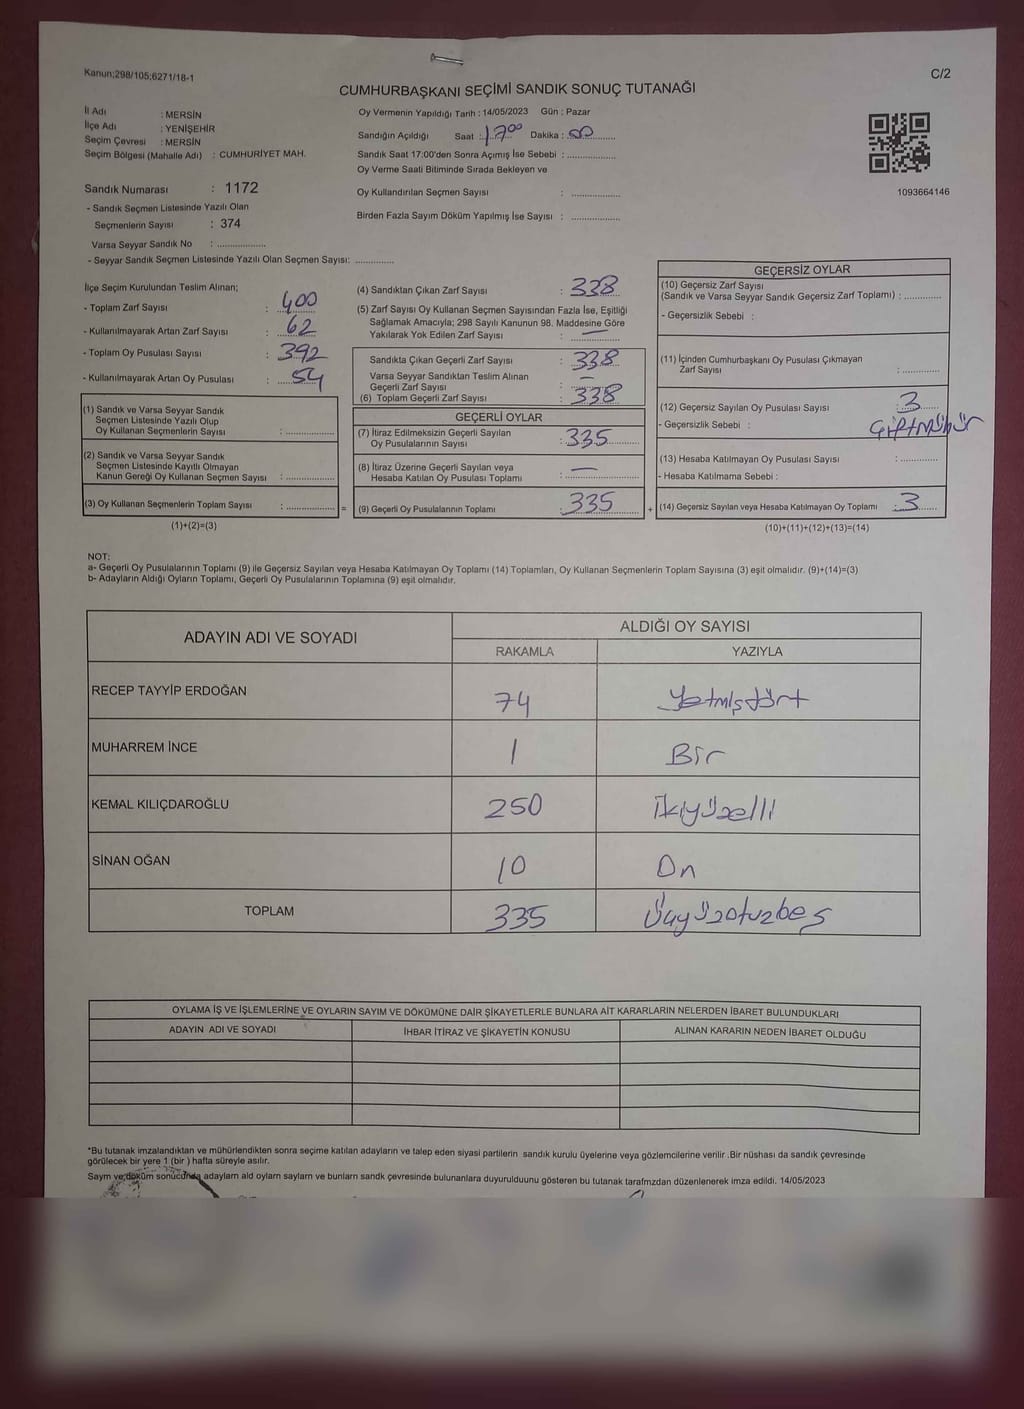 Kanun;298/105;6271/18-1
C/2
CUMHURBAŞKANI SEÇİMİ SANDIK SONUÇ TUTANAĞI
İl Adı : MERSİN
İlçe Adı : YENİŞEHİR
Seçim Çevresi : MERSİN
Seçim Bölgesi (Mahalle Adı) : CUMHURİYET MAH.
Oy Vermenin Yapıldığı Tarih : 14/05/2023 Gün : Pazar
Sandığın Açıldığı Saat : 17 00 Dakika : 00
Sandık Saat 17:00'den Sonra Açımış İse Sebebi : ................
Oy Verme Saati Bitiminde Sırada Bekleyen ve
Oy Kullandırılan Seçmen Sayısı : ................
Birden Fazla Sayım Döküm Yapılmış İse Sayısı : ................
1093664146
Sandık Numarası : 1172
- Sandık Seçmen Listesinde Yazılı Olan
Seçmenlerin Sayısı : 374
Varsa Seyyar Sandık No : ................
- Seyyar Sandık Seçmen Listesinde Yazılı Olan Seçmen Sayısı: .............
İlçe Seçim Kurulundan Teslim Alınan;
- Toplam Zarf Sayısı : 400
- Kullanılmayarak Artan Zarf Sayısı : 62
- Toplam Oy Pusulası Sayısı : 392
- Kullanılmayarak Artan Oy Pusulası : 54
(1) Sandık ve Varsa Seyyar Sandık
Seçmen Listesinde Yazılı Olup
Oy Kullanan Seçmenlerin Sayısı : ................
(2) Sandık ve Varsa Seyyar Sandık
Seçmen Listesinde Kayıtlı Olmayan
Kanun Gereği Oy Kullanan Seçmen Sayısı : ................
(3) Oy Kullanan Seçmenlerin Toplam Sayısı : ................ =
(1)+(2)=(3)
(4) Sandıktan Çıkan Zarf Sayısı : 338
(5) Zarf Sayısı Oy Kullanan Seçmen Sayısından Fazla İse, Eşitliği
Sağlamak Amacıyla; 298 Sayılı Kanunun 98. Maddesine Göre
Yakılarak Yok Edilen Zarf Sayısı : —
Sandıkta Çıkan Geçerli Zarf Sayısı : 338
Varsa Seyyar Sandıktan Teslim Alınan
Geçerli Zarf Sayısı : —
(6) Toplam Geçerli Zarf Sayısı : 338
GEÇERLİ OYLAR
(7) İtiraz Edilmeksizin Geçerli Sayılan
Oy Pusulalarının Sayısı : 335
(8) İtiraz Üzerine Geçerli Sayılan veya
Hesaba Katılan Oy Pusulası Toplamı : —
(9) Geçerli Oy Pusulalarının Toplamı : 335 +
GEÇERSİZ OYLAR
(10) Geçersiz Zarf Sayısı
(Sandık ve Varsa Seyyar Sandık Geçersiz Zarf Toplamı) : ............
- Geçersizlik Sebebi :
(11) İçinden Cumhurbaşkanı Oy Pusulası Çıkmayan
Zarf Sayısı : ............
(12) Geçersiz Sayılan Oy Pusulası Sayısı : 3
- Geçersizlik Sebebi : Çiftmühür
(13) Hesaba Katılmayan Oy Pusulası Sayısı : ............
- Hesaba Katılmama Sebebi :
(14) Geçersiz Sayılan veya Hesaba Katılmayan Oy Toplamı : 3
(10)+(11)+(12)+(13)=(14)
NOT:
a- Geçerli Oy Pusulalarının Toplamı (9) ile Geçersiz Sayılan veya Hesaba Katılmayan Oy Toplamı (14) Toplamları, Oy Kullanan Seçmenlerin Toplam Sayısına (3) eşit olmalıdır. (9)+(14)=(3)
b- Adayların Aldığı Oyların Toplamı, Geçerli Oy Pusulalarının Toplamına (9) eşit olmalıdır.
ADAYIN ADI VE SOYADI ALDIĞI OY SAYISI
RAKAMLA YAZIYLA
RECEP TAYYİP ERDOĞAN 74 Yetmişdört
MUHARREM İNCE 1 Bir
KEMAL KILIÇDAROĞLU 250 İkiyüzelli
SİNAN OĞAN 10 On
TOPLAM 335 Üçyüzotuzbeş
OYLAMA İŞ VE İŞLEMLERİNE VE OYLARIN SAYIM VE DÖKÜMÜNE DAİR ŞİKAYETLERLE BUNLARA AİT KARARLARIN NELERDEN İBARET BULUNDUKLARI
ADAYIN ADI VE SOYADI İHBAR İTİRAZ VE ŞİKAYETİN KONUSU ALINAN KARARIN NEDEN İBARET OLDUĞU
*Bu tutanak imzalandıktan ve mühürlendikten sonra seçime katılan adayların ve talep eden siyasi partilerin sandık kurulu üyelerine veya gözlemcilerine verilir .Bir nüshası da sandık çevresinde
görülecek bir yere 1 (bir ) hafta süreyle asılır.
Saym ve döküm sonucunda adaylarn ald oylarn saylarn ve bunlarn sandk çevresinde bulunanlara duyurulduunu gösteren bu tutanak tarafmzdan düzenlenerek imza edildi. 14/05/2023